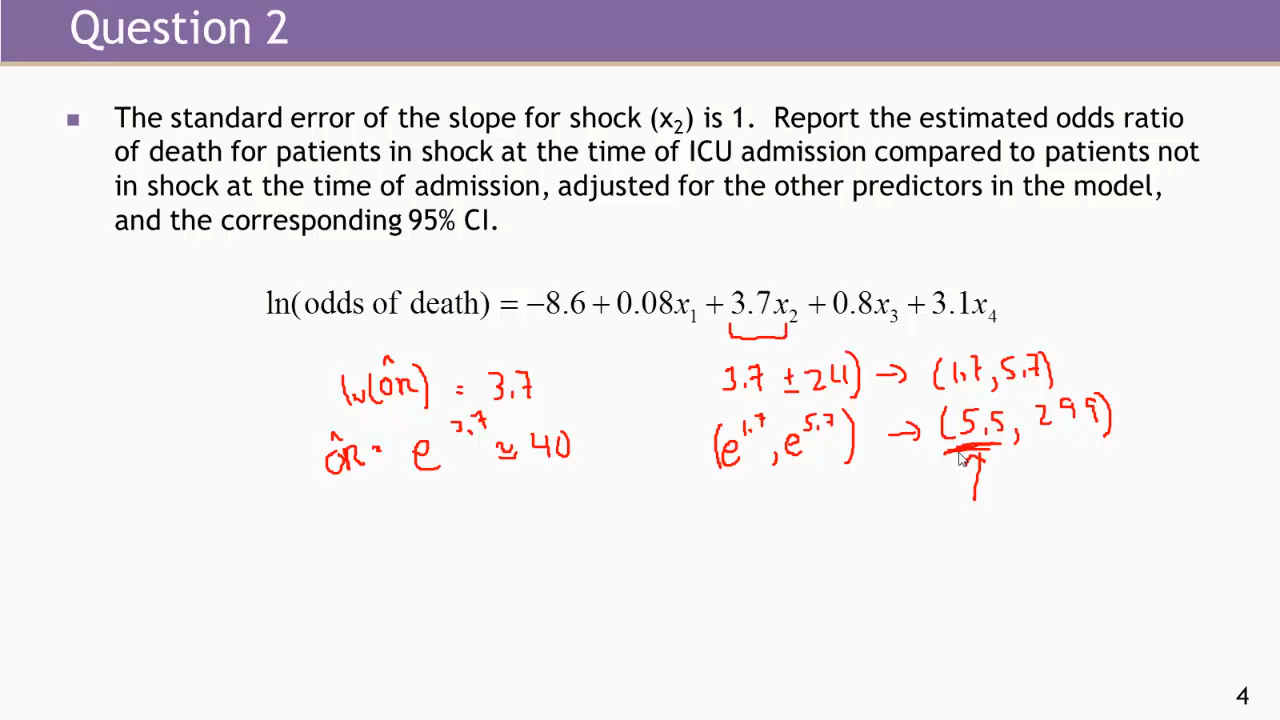 Question 2
The standard error of the slope for shock (x₂) is 1. Report the estimated odds ratio
of death for patients in shock at the time of ICU admission compared to patients not
in shock at the time of admission, adjusted for the other predictors in the model,
and the corresponding 95% CI.
ln(odds of death) = −8.6 + 0.08x₁ + 3.7x₂ + 0.8x₃ + 3.1x₄
ln(ÔR) = 3.7
3.7 ± 2(1) → (1.7, 5.7)
ÔR = e^3.7 ≈ 40
(e^1.7, e^5.7) → (5.5, 299)
4